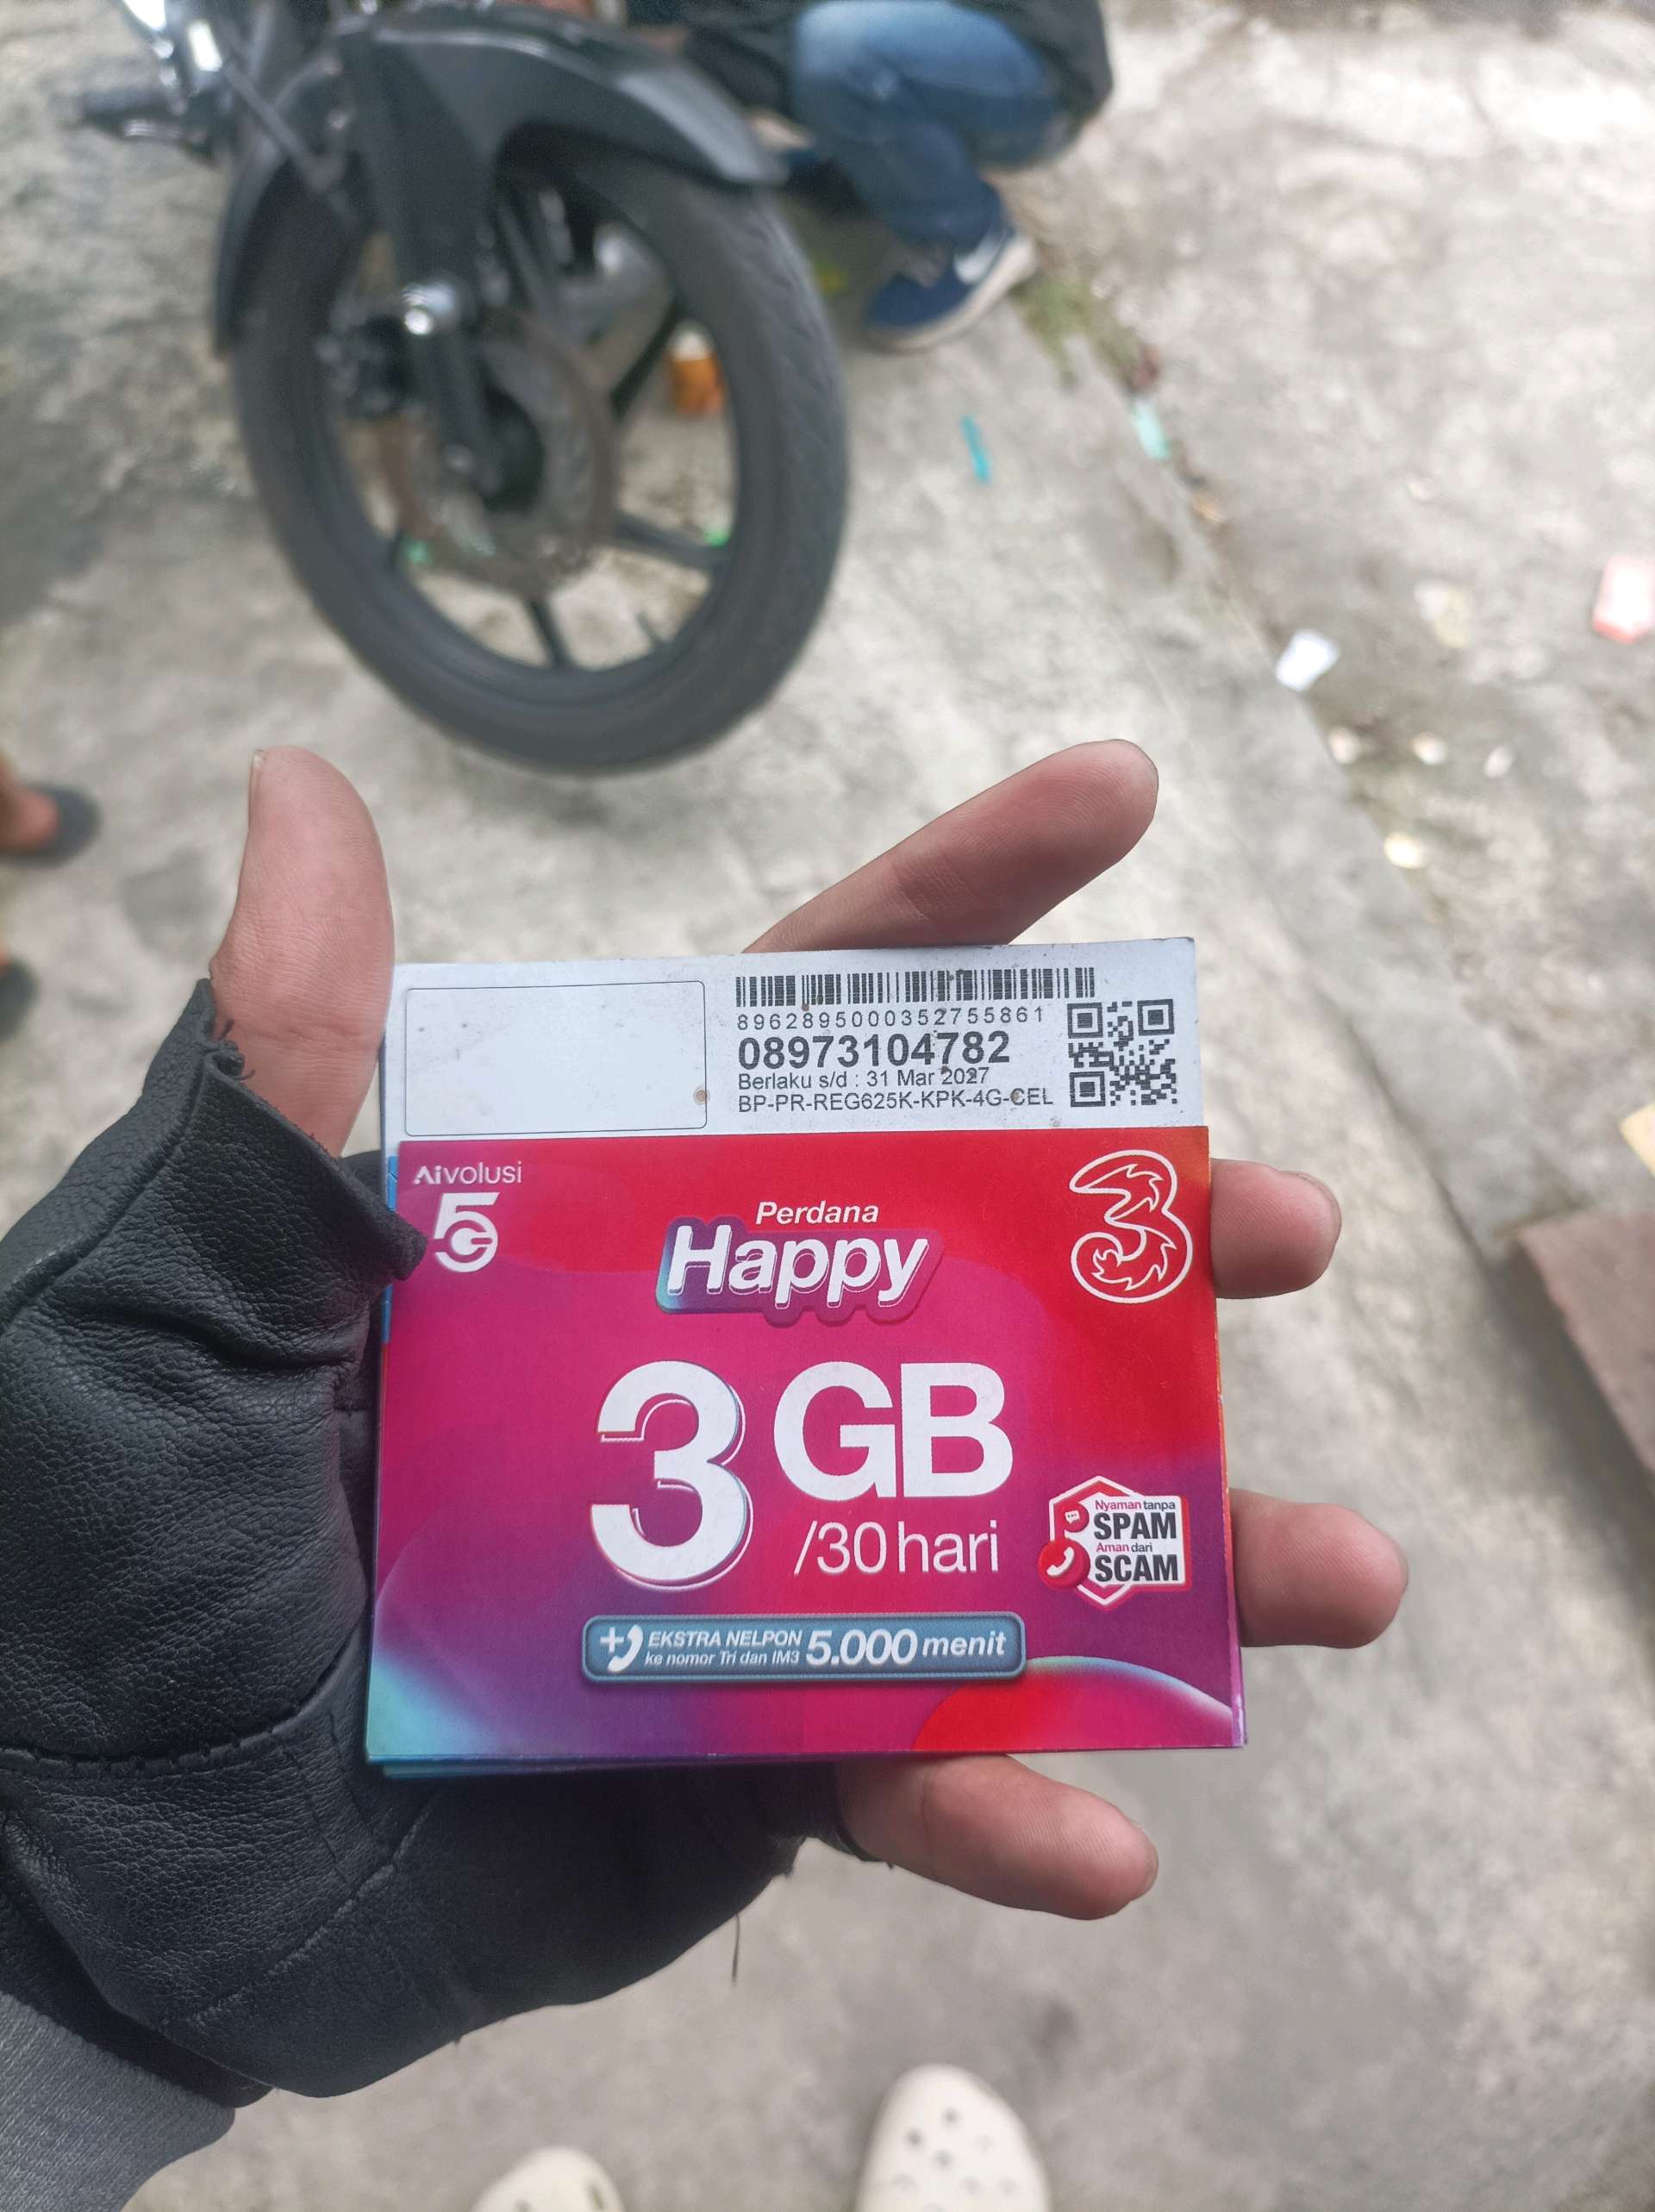 8962895000352755861
08973104782
Berlaku s/d : 31 Mar 2027
BP-PR-REG625K-KPK-4G-CEL
Aivolusi
5G
Perdana
Happy
3
3 GB
/30 hari
Nyaman tanpa
SPAM
Aman dari
SCAM
EKSTRA NELPON
ke nomor Tri dan IM3
5.000 menit